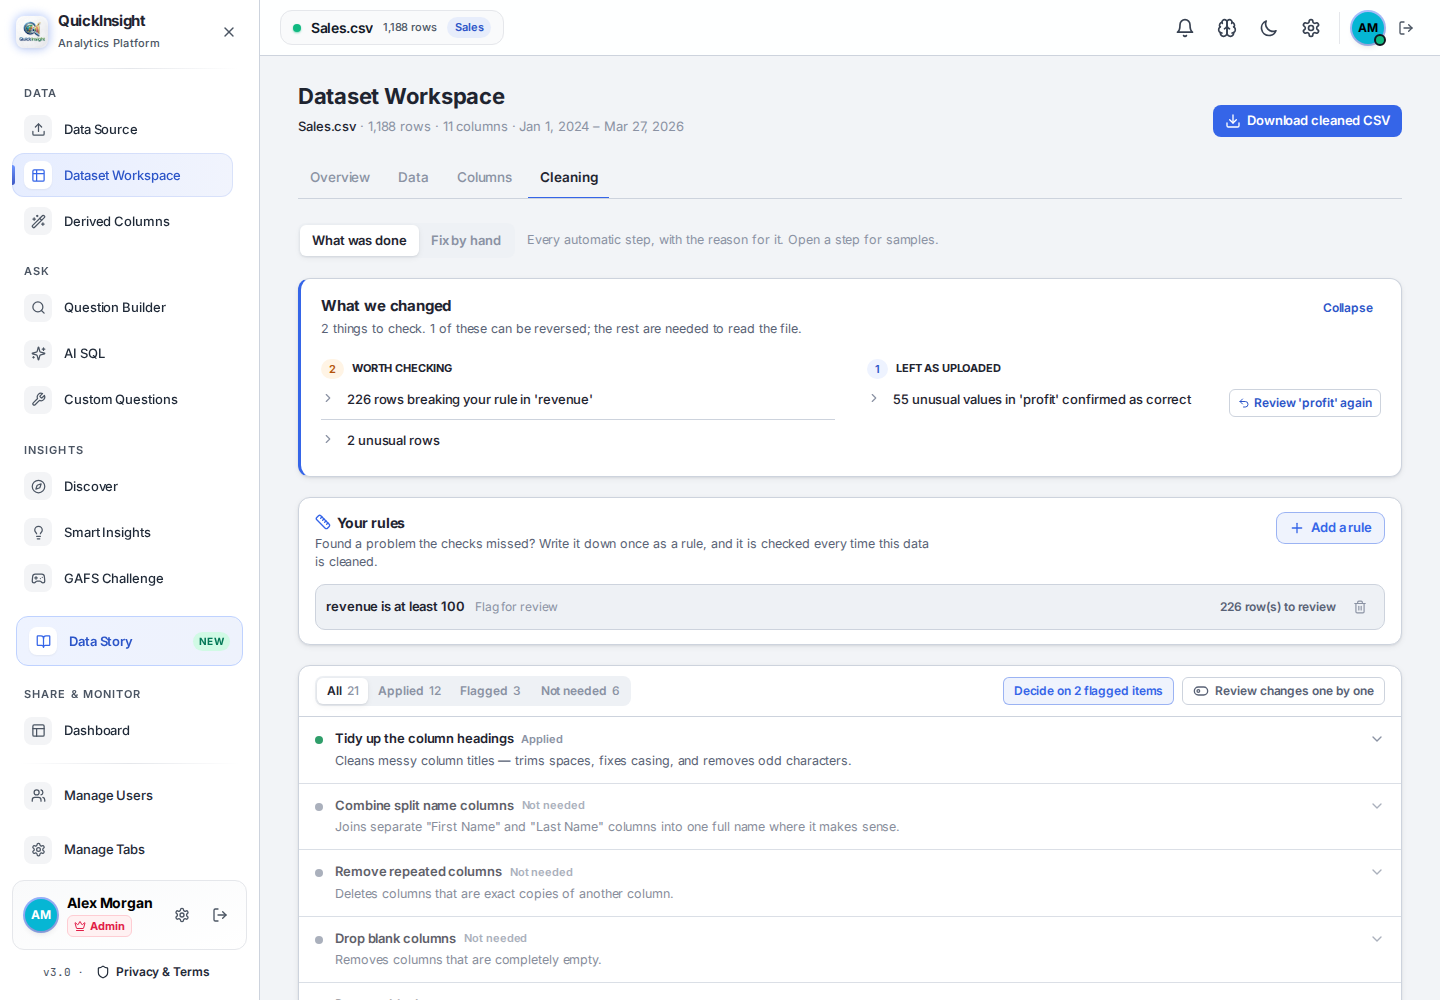 QuickInsight
Analytics Platform
DATA
Data Source
Dataset Workspace
Derived Columns
ASK
Question Builder
AI SQL
Custom Questions
INSIGHTS
Discover
Smart Insights
GAFS Challenge
Data Story NEW
SHARE & MONITOR
Dashboard
Manage Users
Manage Tabs
AM Alex Morgan
Admin
v3.0 · Privacy & Terms
Sales.csv 1,188 rows Sales
AM
Dataset Workspace
Sales.csv · 1,188 rows · 11 columns · Jan 1, 2024 – Mar 27, 2026
Download cleaned CSV
Overview Data Columns Cleaning
What was done Fix by hand Every automatic step, with the reason for it. Open a step for samples.
What we changed
Collapse
2 things to check. 1 of these can be reversed; the rest are needed to read the file.
2 WORTH CHECKING
226 rows breaking your rule in 'revenue'
2 unusual rows
1 LEFT AS UPLOADED
55 unusual values in 'profit' confirmed as correct
Review 'profit' again
Your rules
Found a problem the checks missed? Write it down once as a rule, and it is checked every time this data
is cleaned.
Add a rule
revenue is at least 100 Flag for review 226 row(s) to review
All 21 Applied 12 Flagged 3 Not needed 6
Decide on 2 flagged items Review changes one by one
Tidy up the column headings Applied
Cleans messy column titles — trims spaces, fixes casing, and removes odd characters.
Combine split name columns Not needed
Joins separate "First Name" and "Last Name" columns into one full name where it makes sense.
Remove repeated columns Not needed
Deletes columns that are exact copies of another column.
Drop blank columns Not needed
Removes columns that are completely empty.